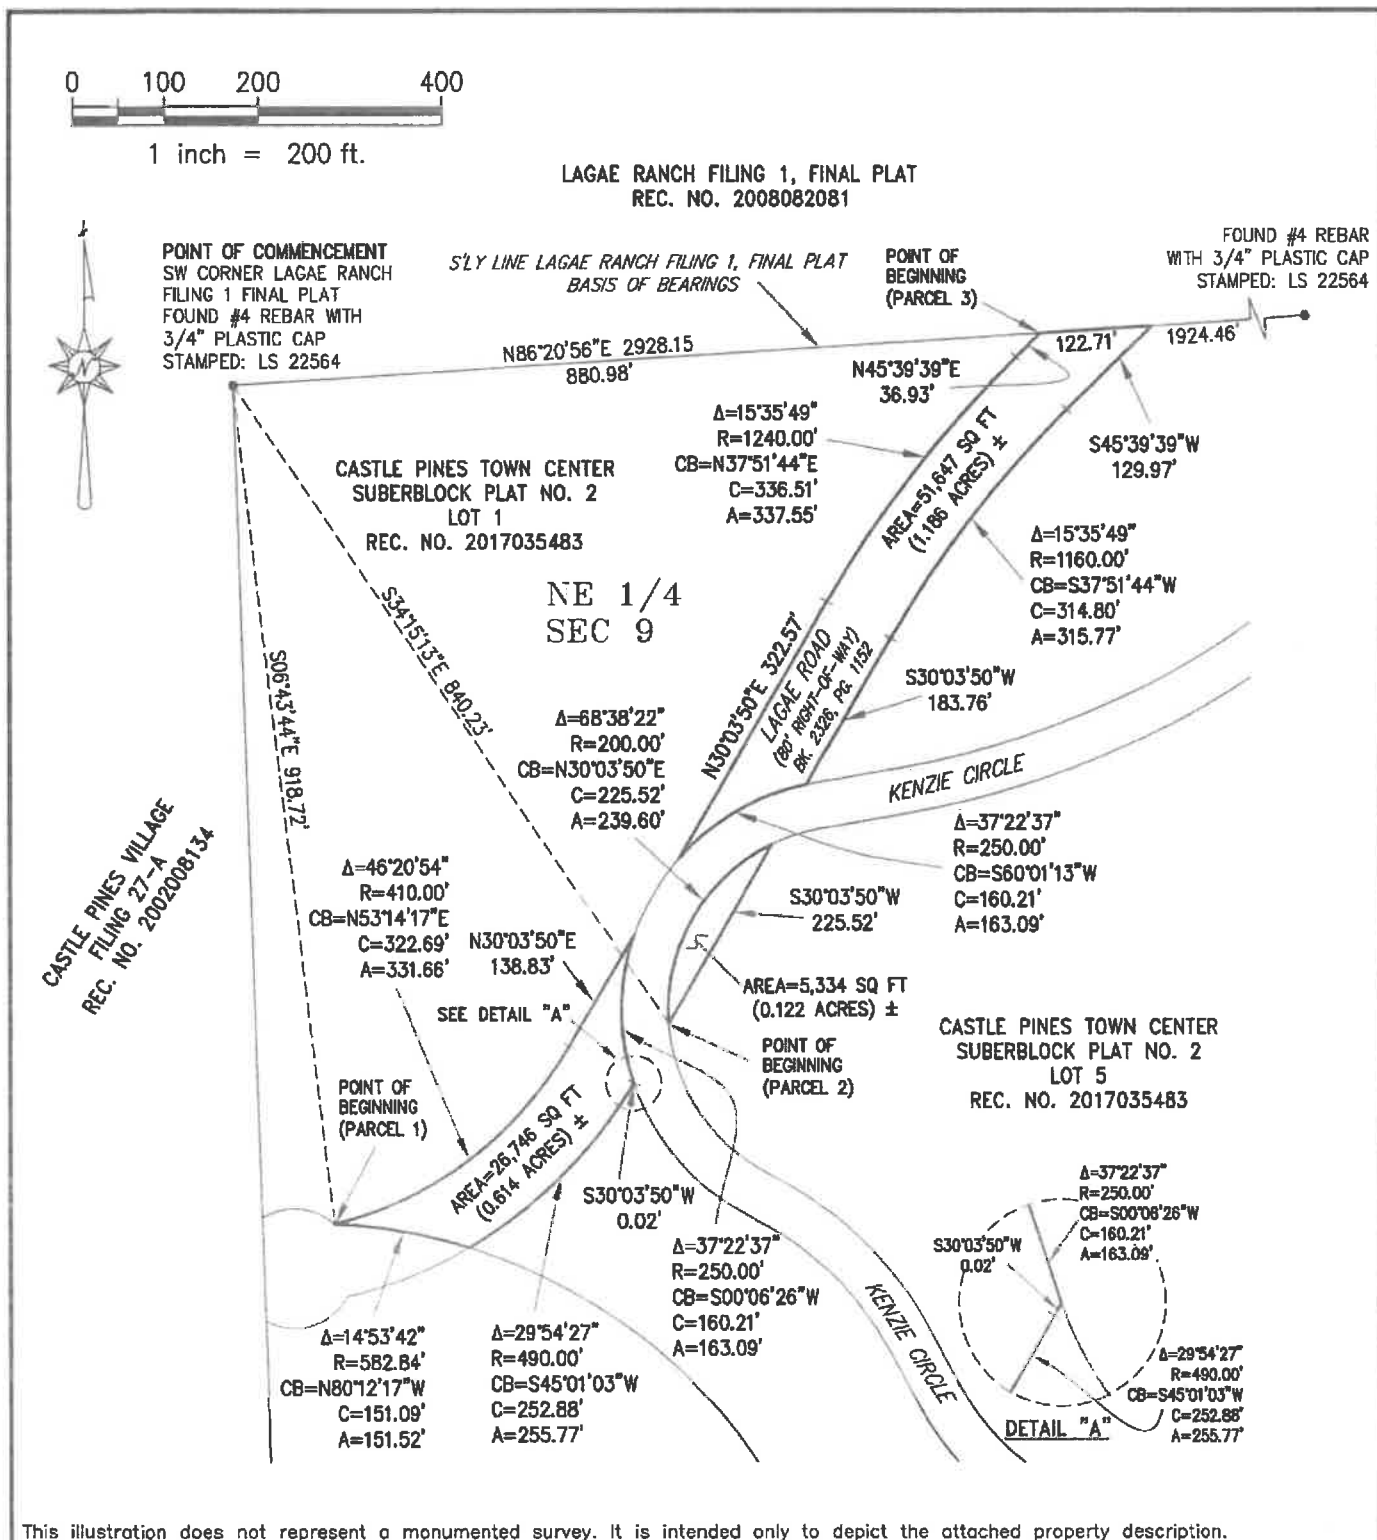 0 100 200 400
1 inch = 200 ft.
LAGAE RANCH FILING 1, FINAL PLAT
REC. NO. 2008082081
POINT OF COMMENCEMENT
SW CORNER LAGAE RANCH
FILING 1 FINAL PLAT
FOUND #4 REBAR WITH
3/4" PLASTIC CAP
STAMPED: LS 22564
S'LY LINE LAGAE RANCH FILING 1, FINAL PLAT
BASIS OF BEARINGS
POINT OF
BEGINNING
(PARCEL 3)
FOUND #4 REBAR
WITH 3/4" PLASTIC CAP
STAMPED: LS 22564
N
N86°20'56"E 2928.15
880.98'
122.71'
1924.46'
N45°39'39"E
36.93'
Δ=15°35'49"
R=1240.00'
CB=N37°51'44"E
C=336.51'
A=337.55'
AREA=51,647 SQ FT
(1.186 ACRES) ±
S45°39'39"W
129.97'
CASTLE PINES TOWN CENTER
SUBERBLOCK PLAT NO. 2
LOT 1
REC. NO. 2017035483
Δ=15°35'49"
R=1160.00'
CB=S37°51'44"W
C=314.80'
A=315.77'
NE 1/4
SEC 9
S34°15'13"E 840.23'
S06°43'44"E 918.72'
N30°03'50"E 322.57'
LAGAE ROAD
(80' RIGHT-OF-WAY)
BK. 2326, PG. 1152
S30°03'50"W
183.76'
Δ=68°38'22"
R=200.00'
CB=N30°03'50"E
C=225.52'
A=239.60'
KENZIE CIRCLE
Δ=37°22'37"
R=250.00'
CB=S60°01'13"W
C=160.21'
A=163.09'
CASTLE PINES VILLAGE
FILING 27-A
REC. NO. 2002008134
Δ=46°20'54"
R=410.00'
CB=N53°14'17"E
C=322.69'
A=331.66'
N30°03'50"E
138.83'
S30°03'50"W
225.52'
SEE DETAIL "A"
AREA=5,334 SQ FT
(0.122 ACRES) ±
POINT OF
BEGINNING
(PARCEL 2)
CASTLE PINES TOWN CENTER
SUBERBLOCK PLAT NO. 2
LOT 5
REC. NO. 2017035483
POINT OF
BEGINNING
(PARCEL 1)
AREA=26,746 SQ FT
(0.614 ACRES) ±
S30°03'50"W
0.02'
Δ=37°22'37"
R=250.00'
CB=S00°06'26"W
C=160.21'
A=163.09'
KENZIE CIRCLE
Δ=14°53'42"
R=582.84'
CB=N80°12'17"W
C=151.09'
A=151.52'
Δ=29°54'27"
R=490.00'
CB=S45°01'03"W
C=252.88'
A=255.77'
Δ=37°22'37"
R=250.00'
CB=S00°06'26"W
C=160.21'
A=163.09'
S30°03'50"W
0.02'
Δ=29°54'27"
R=490.00'
CB=S45°01'03"W
C=252.88'
A=255.77'
DETAIL "A"
This illustration does not represent a monumented survey. It is intended only to depict the attached property description.